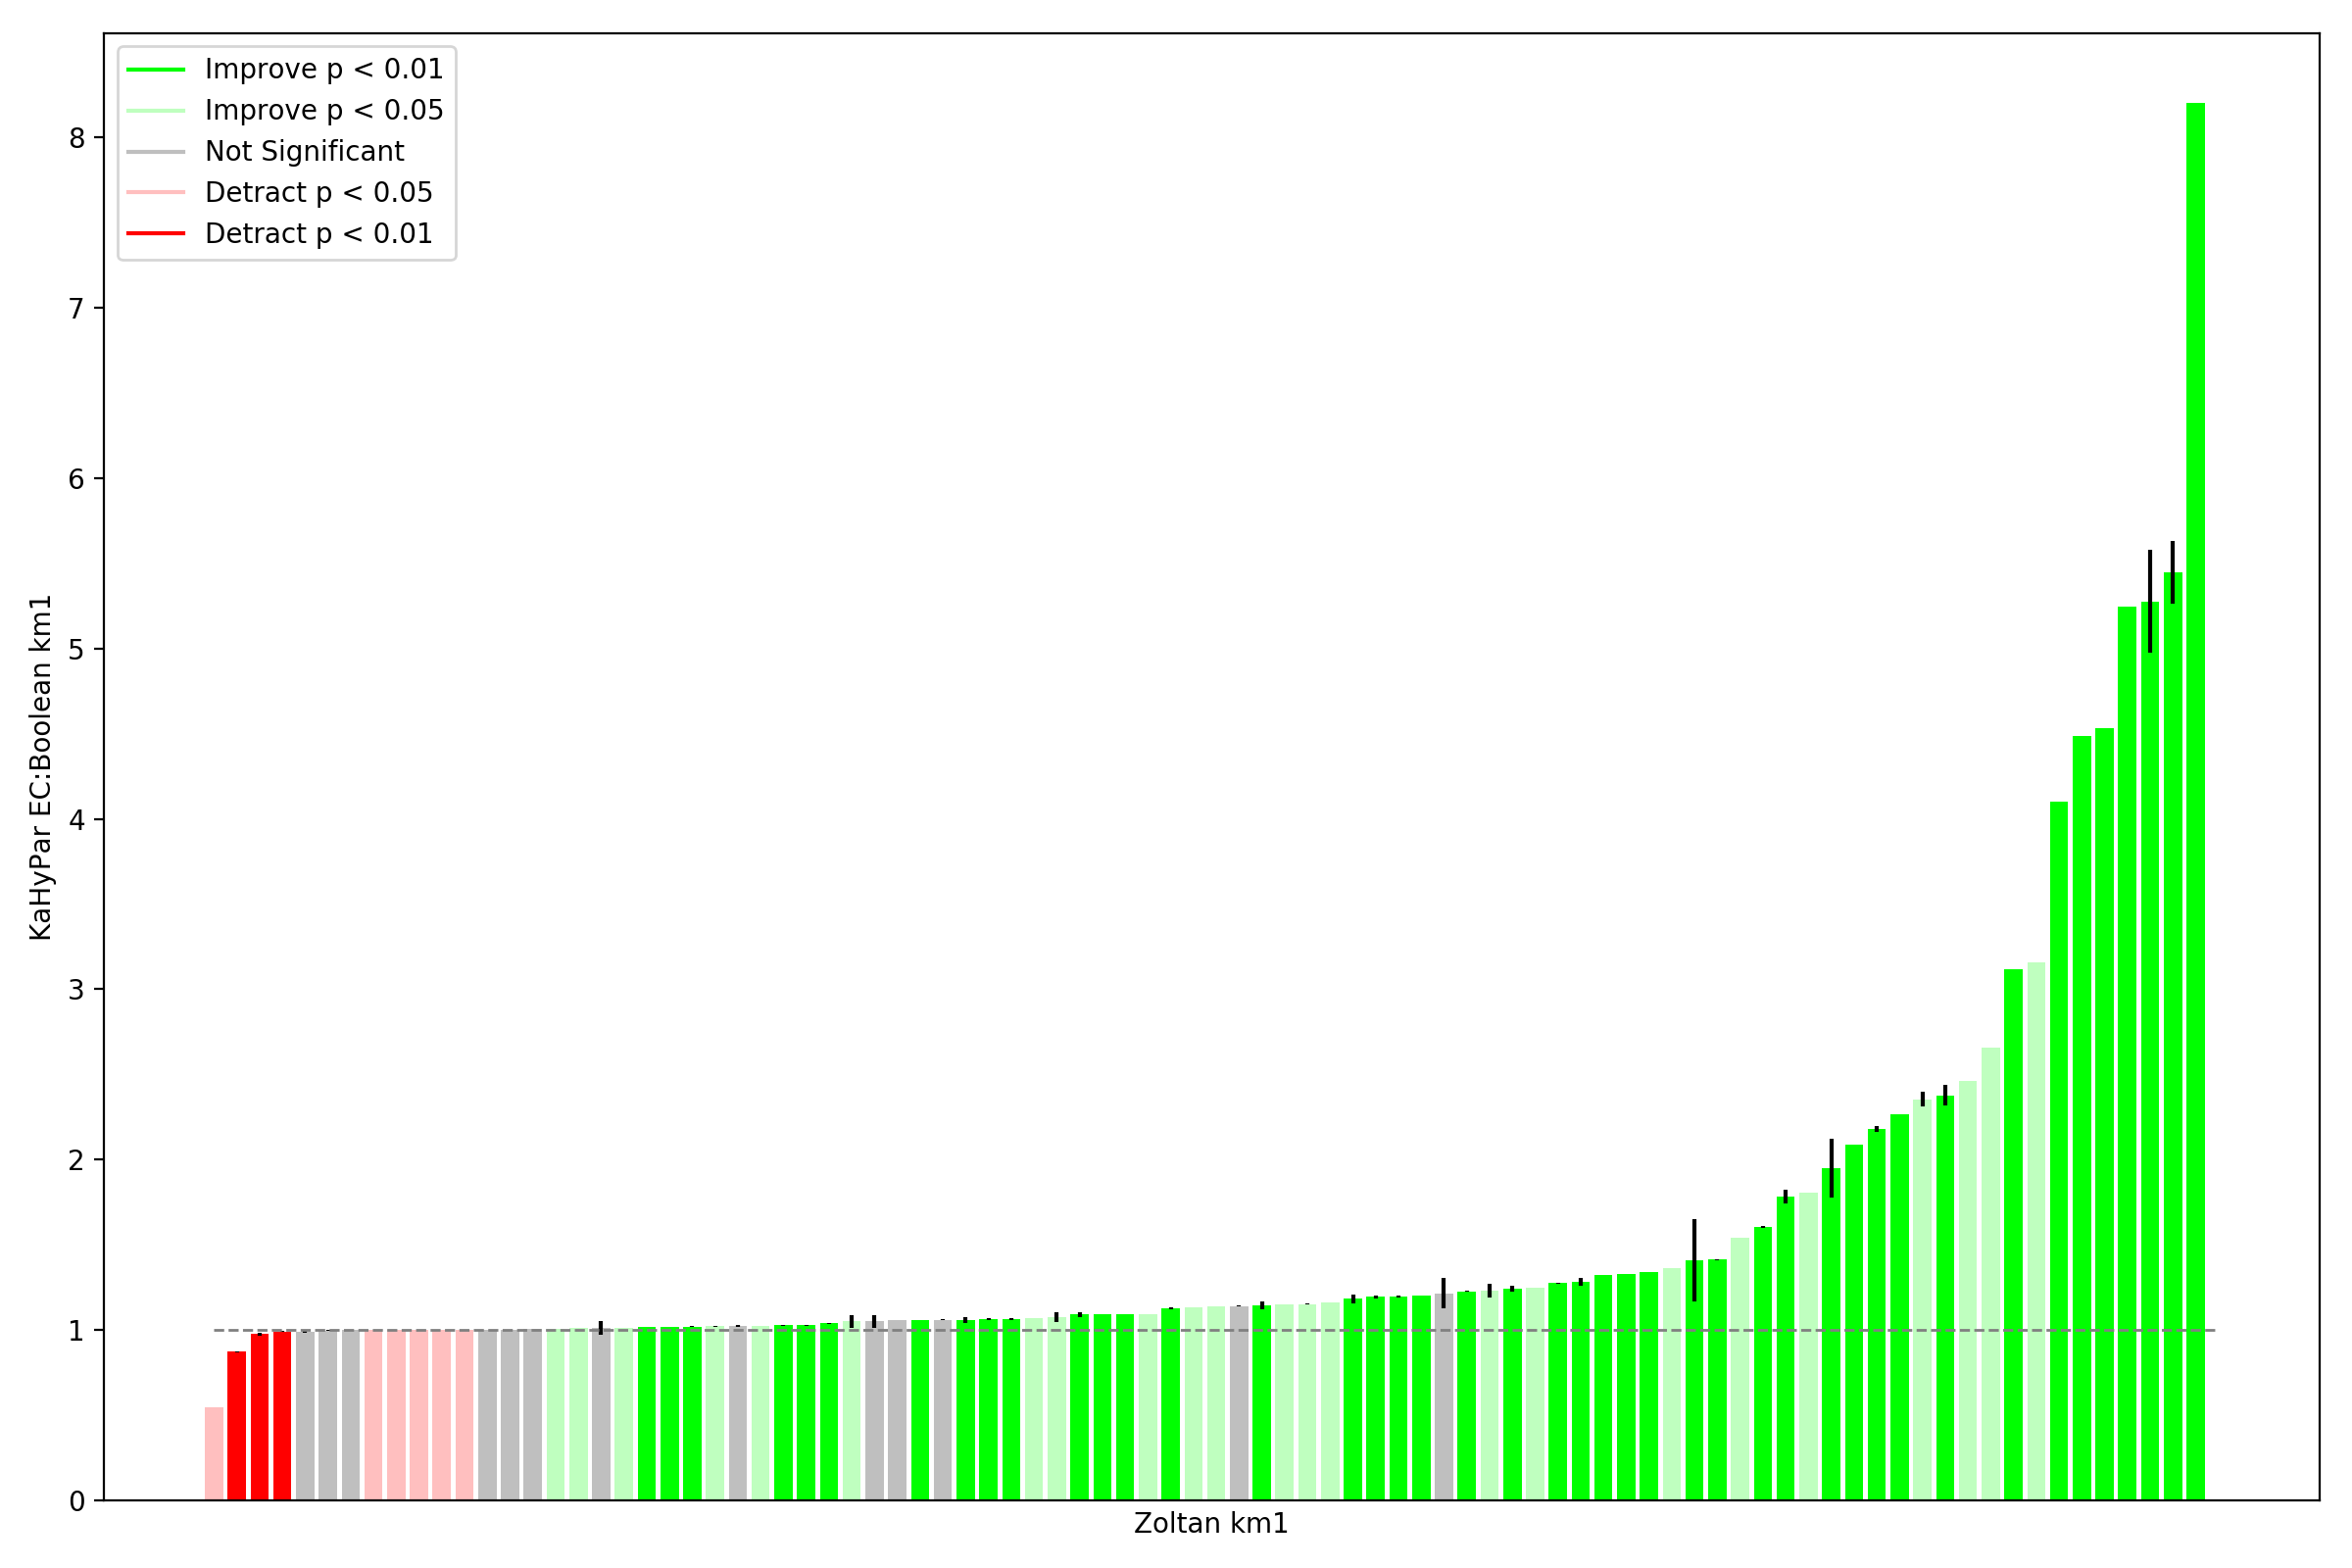 Improve p < 0.01
Improve p < 0.05
Not Significant
Detract p < 0.05
Detract p < 0.01
8
7
6
5
4
3
2
1
0
KaHyPar EC:Boolean km1
Zoltan km1